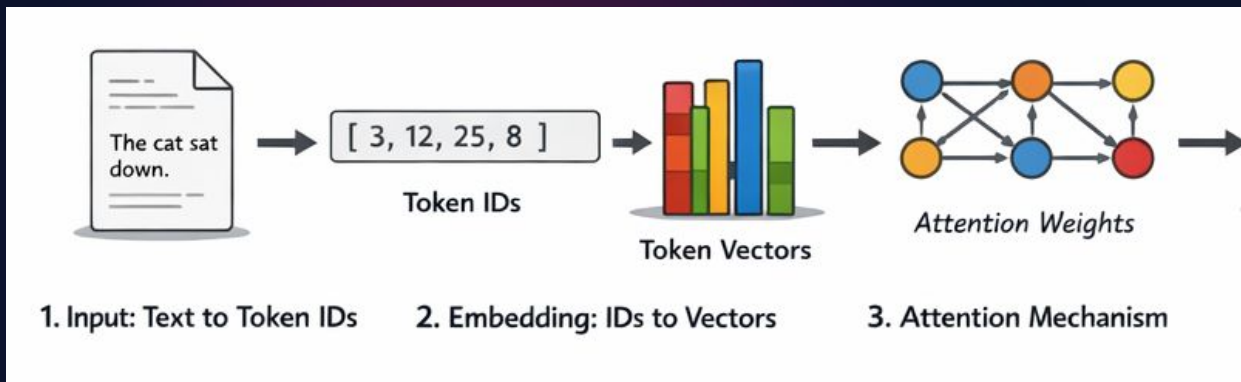 The cat sat
down.
[ 3, 12, 25, 8 ]
Token IDs
Token Vectors
Attention Weights
1. Input: Text to Token IDs
2. Embedding: IDs to Vectors
3. Attention Mechanism